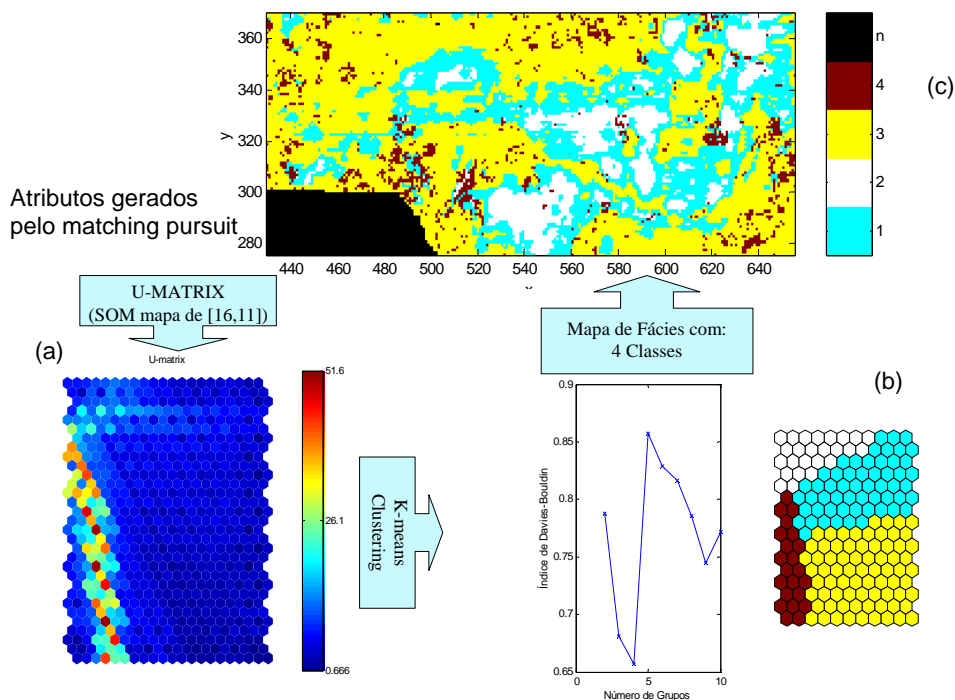 360
340
320
300
280
y
440
460
480
500
520
540
560
580
600
620
640
n
4
3
2
1
(c)
Atributos gerados
pelo matching pursuit
U-MATRIX
(SOM mapa de [16,11])
Mapa de Fácies com:
4 Classes
(a)
U-matrix
51.6
26.1
0.666
K-means
Clustering
0.9
0.85
0.8
0.75
0.7
0.65
Índice de Davies-Bouldin
0
5
10
Número de Grupos
(b)